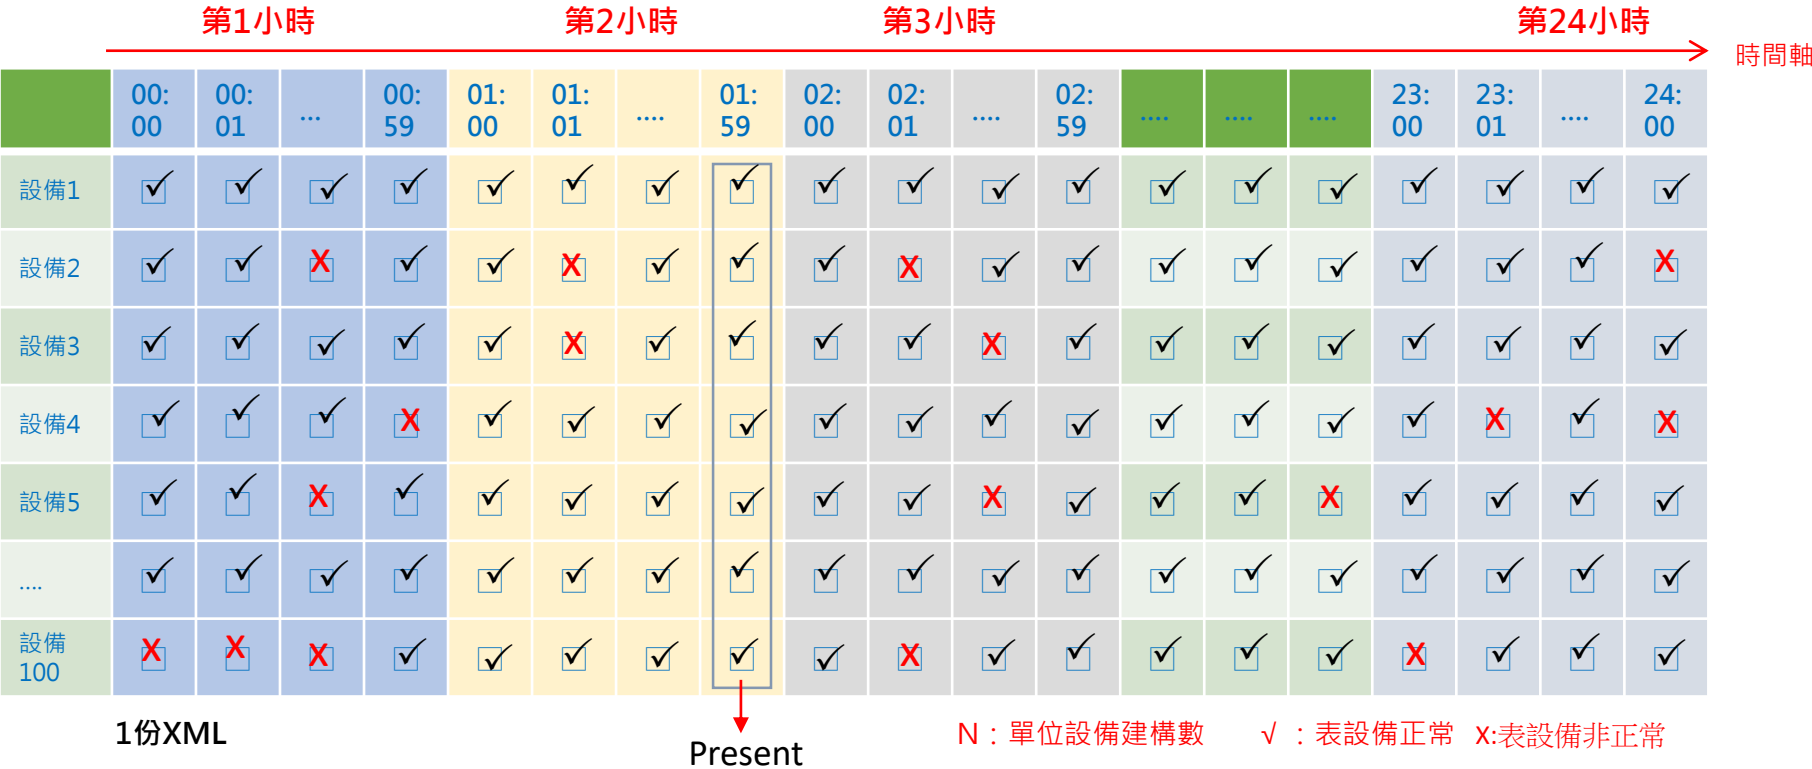 第1小時 第2小時 第3小時 第24小時
時間軸
00:00 00:01 ... 00:59 01:00 01:01 .... 01:59 02:00 02:01 .... 02:59 .... .... .... 23:00 23:01 .... 24:00
設備1 ✓ ✓ ✓ ✓ ✓ ✓ ✓ ✓ ✓ ✓ ✓ ✓ ✓ ✓ ✓ ✓ ✓ ✓ ✓
設備2 ✓ ✓ X ✓ ✓ X ✓ ✓ ✓ X ✓ ✓ ✓ ✓ ✓ ✓ ✓ ✓ X
設備3 ✓ ✓ ✓ ✓ ✓ X ✓ ✓ ✓ ✓ X ✓ ✓ ✓ ✓ ✓ ✓ ✓ ✓
設備4 ✓ ✓ ✓ X ✓ ✓ ✓ ✓ ✓ ✓ ✓ ✓ ✓ ✓ ✓ ✓ X ✓ X
設備5 ✓ ✓ X ✓ ✓ ✓ ✓ ✓ ✓ ✓ X ✓ ✓ ✓ X ✓ ✓ ✓ ✓
.... ✓ ✓ ✓ ✓ ✓ ✓ ✓ ✓ ✓ ✓ ✓ ✓ ✓ ✓ ✓ ✓ ✓ ✓ ✓
設備100 X X X ✓ ✓ ✓ ✓ ✓ ✓ X ✓ ✓ ✓ ✓ ✓ X ✓ ✓ ✓
1份XML
Present
N：單位設備建構數 √：表設備正常 X:表設備非正常